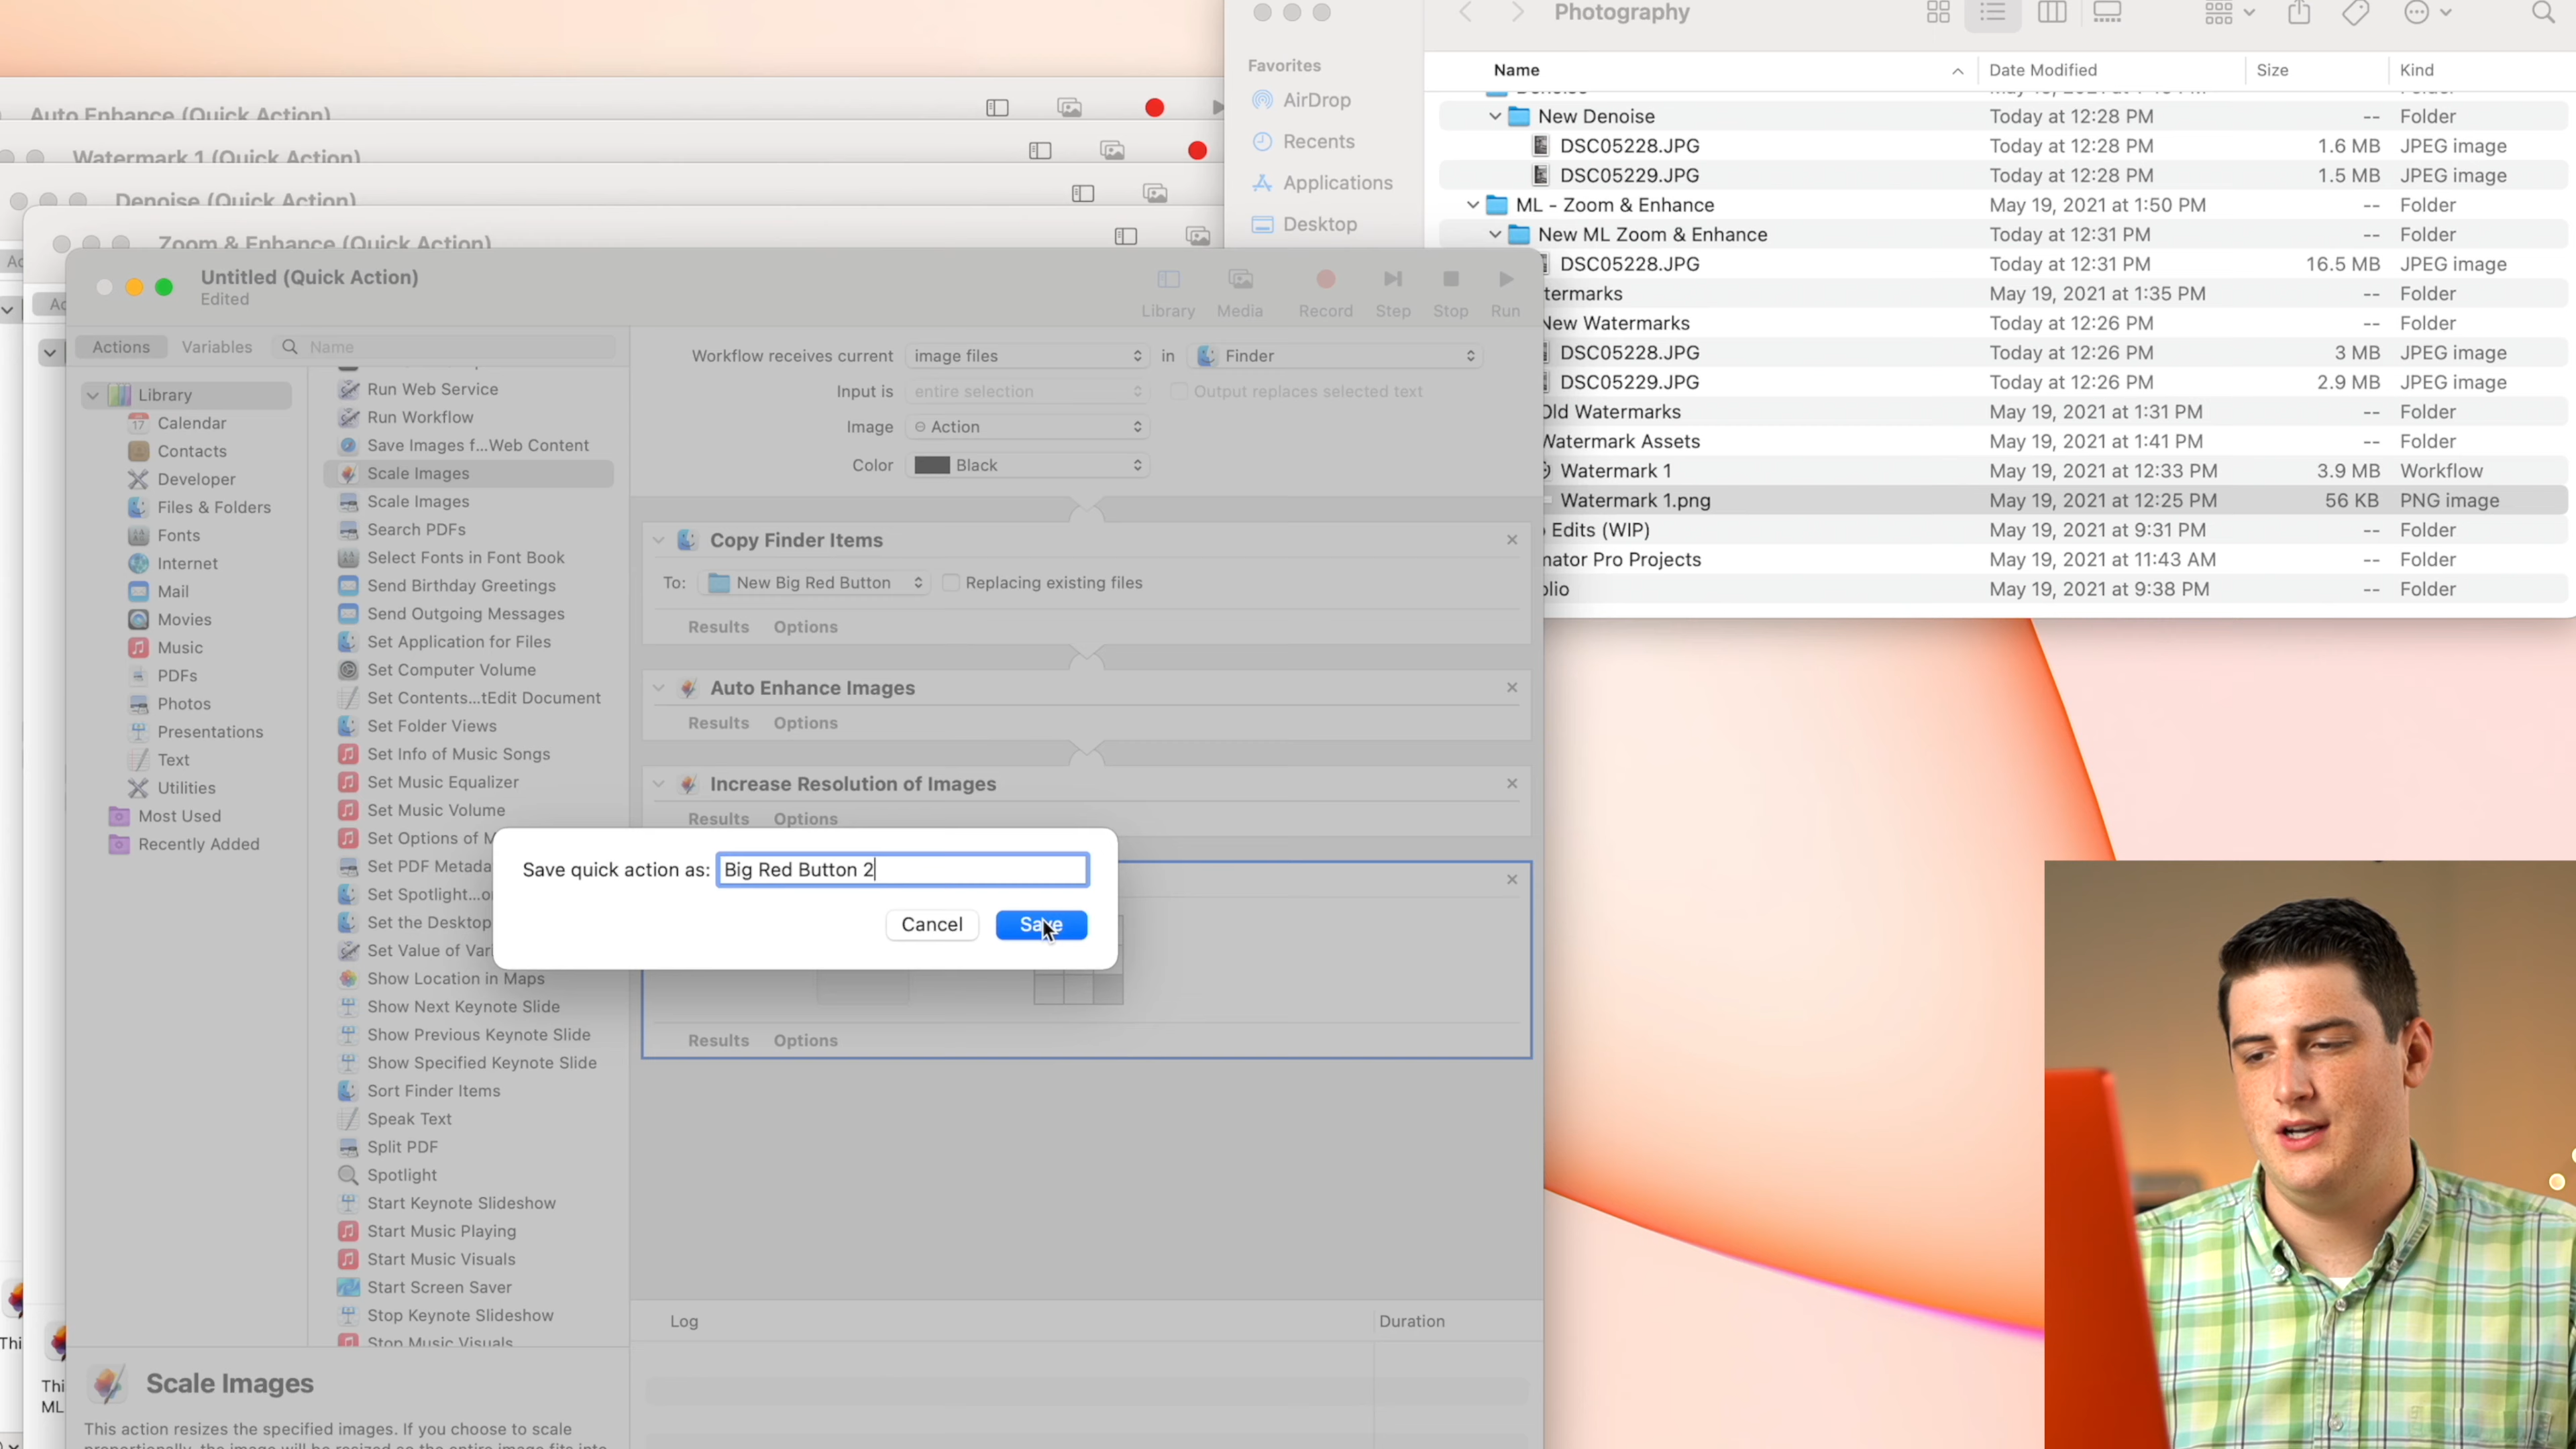 Auto Enhance (Quick Action)
Watermark 1 (Quick Action)
Denoise (Quick Action)
Zoom & Enhance (Quick Action)
Untitled (Quick Action)
Edited
Library Media Record Step Stop Run
Actions Variables Name
Library
Calendar
Contacts
Developer
Files & Folders
Fonts
Internet
Mail
Movies
Music
PDFs
Photos
Presentations
Text
Utilities
Most Used
Recently Added
Run Web Service
Run Workflow
Save Images f...Web Content
Scale Images
Scale Images
Search PDFs
Select Fonts in Font Book
Send Birthday Greetings
Send Outgoing Messages
Set Application for Files
Set Computer Volume
Set Contents...tEdit Document
Set Folder Views
Set Info of Music Songs
Set Music Equalizer
Set Music Volume
Set Options of M
Set PDF Metada
Set Spotlight...o
Set the Desktop
Set Value of Vari
Show Location in Maps
Show Next Keynote Slide
Show Previous Keynote Slide
Show Specified Keynote Slide
Sort Finder Items
Speak Text
Split PDF
Spotlight
Start Keynote Slideshow
Start Music Playing
Start Music Visuals
Start Screen Saver
Stop Keynote Slideshow
Stop Music Visuals
Scale Images
This action resizes the specified images. If you choose to scale
Thi
Thi
ML
Workflow receives current image files in Finder
Input is entire selection Output replaces selected text
Image Action
Color Black
Copy Finder Items
To: New Big Red Button Replacing existing files
Results Options
Auto Enhance Images
Results Options
Increase Resolution of Images
Results Options
Save quick action as: Big Red Button 2
Cancel Save
Results Options
Log Duration
Photography
Favorites
AirDrop
Recents
Applications
Desktop
Name Date Modified Size Kind
New Denoise Today at 12:28 PM -- Folder
DSC05228.JPG Today at 12:28 PM 1.6 MB JPEG image
DSC05229.JPG Today at 12:28 PM 1.5 MB JPEG image
ML - Zoom & Enhance May 19, 2021 at 1:50 PM -- Folder
New ML Zoom & Enhance Today at 12:31 PM -- Folder
DSC05228.JPG Today at 12:31 PM 16.5 MB JPEG image
termarks May 19, 2021 at 1:35 PM -- Folder
New Watermarks Today at 12:26 PM -- Folder
DSC05228.JPG Today at 12:26 PM 3 MB JPEG image
DSC05229.JPG Today at 12:26 PM 2.9 MB JPEG image
Old Watermarks May 19, 2021 at 1:31 PM -- Folder
Watermark Assets May 19, 2021 at 1:41 PM -- Folder
Watermark 1 May 19, 2021 at 12:33 PM 3.9 MB Workflow
Watermark 1.png May 19, 2021 at 12:25 PM 56 KB PNG image
Edits (WIP) May 19, 2021 at 9:31 PM -- Folder
nator Pro Projects May 19, 2021 at 11:43 AM -- Folder
olio May 19, 2021 at 9:38 PM -- Folder